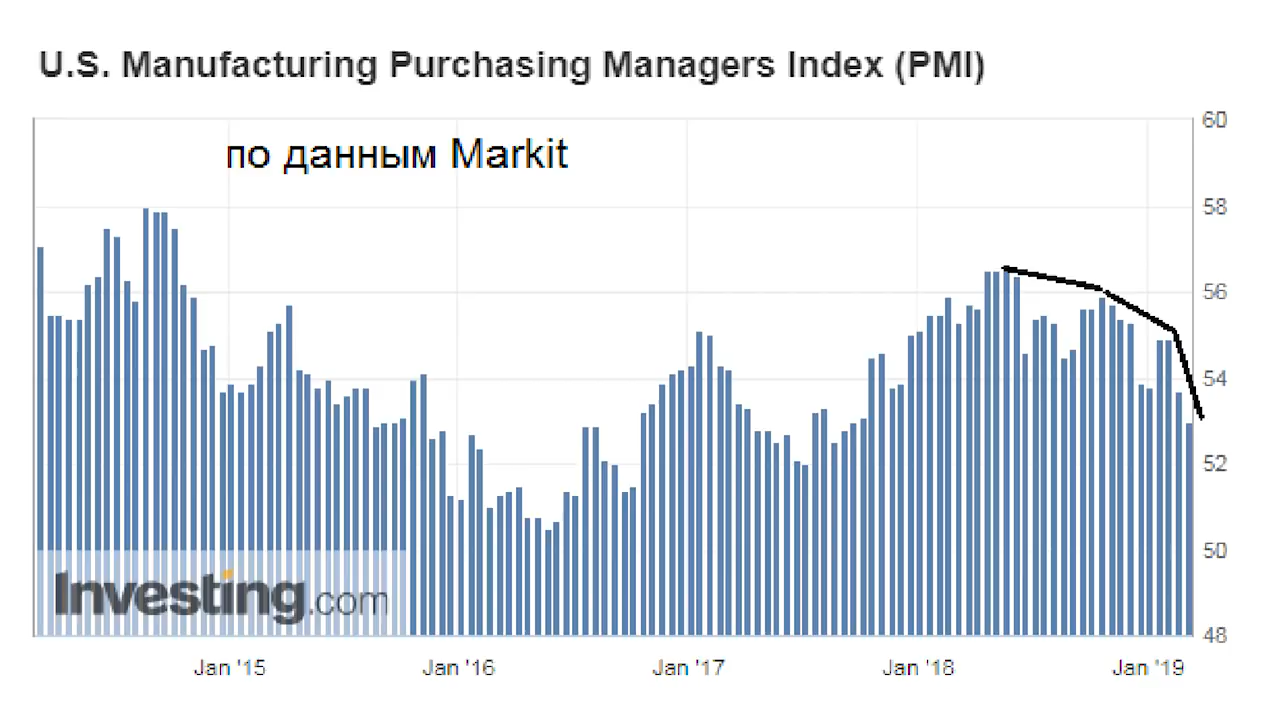 U.S. Manufacturing Purchasing Managers Index (PMI)
60
по данным Markit
58
56
54
52
50
Investing.com
48
Jan '15 Jan '16 Jan '17 Jan '18 Jan '19